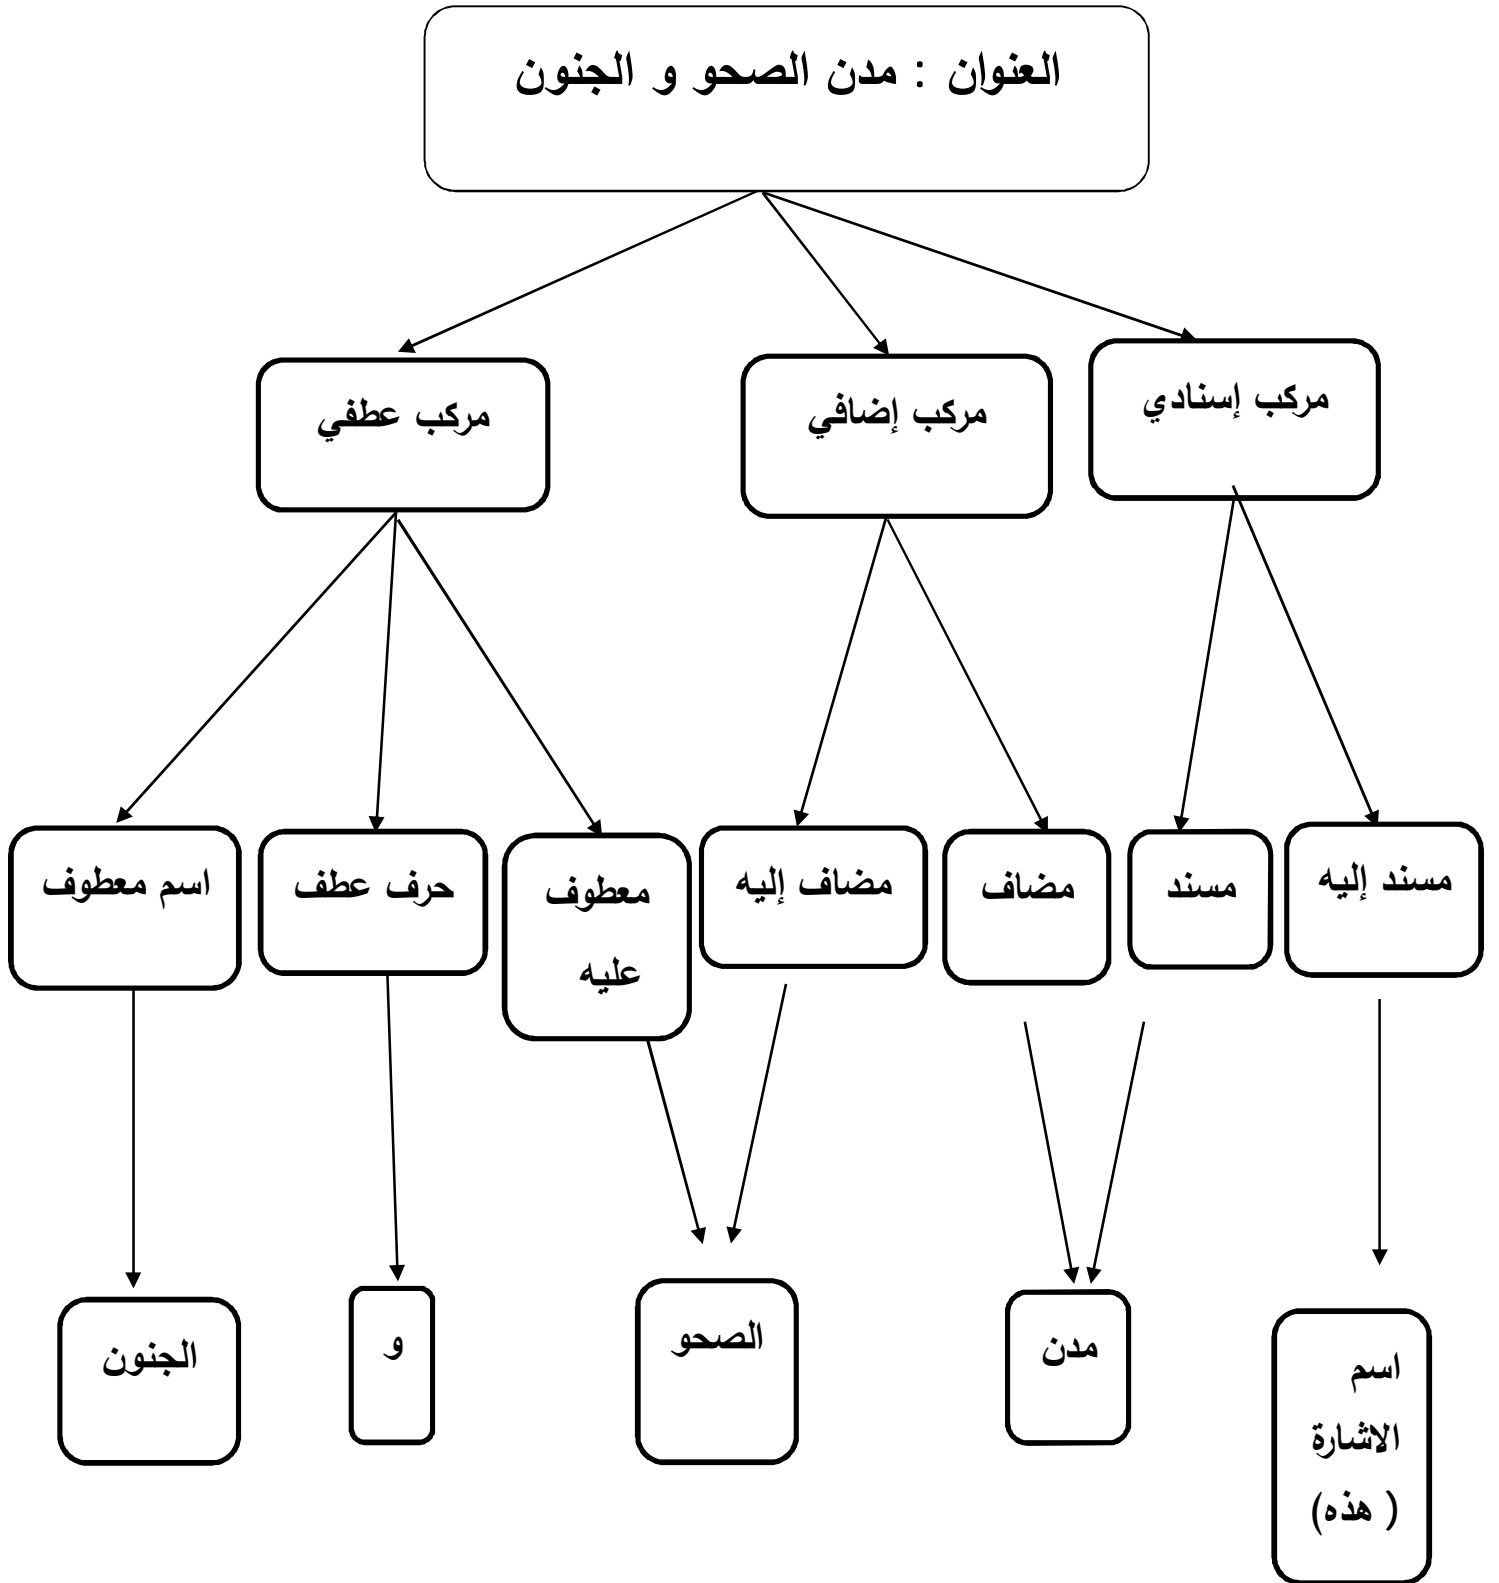 العنوان : مدن الصحو و الجنون
مركب إسنادي
مركب إضافي
مركب عطفي
مسند إليه
مسند
مضاف
مضاف إليه
معطوف
عليه
حرف عطف
اسم معطوف
اسم
الاشارة
( هذه)
مدن
الصحو
و
الجنون